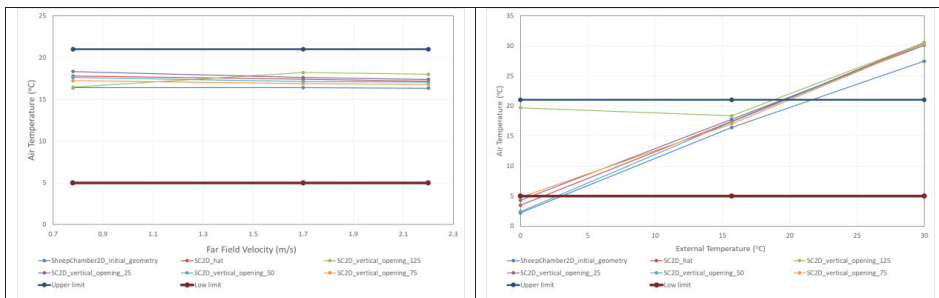 25
20
15
10
5
0
Air Temperature (°C)
0.7 0.9 1.1 1.3 1.5 1.7 1.9 2.1 2.3
Far Field Velocity (m/s)
SheepChamber2D_initial_geometry SC2D_hat SC2D_vertical_opening_125
SC2D_vertical_opening_25 SC2D_vertical_opening_50 SC2D_vertical_opening_75
Upper limit Low limit
35
30
25
20
15
10
5
0
Air Temperature (°C)
0 5 10 15 20 25 30
External Temperature (°C)
SheepChamber2D_initial_geometry SC2D_hat SC2D_vertical_opening_125
SC2D_vertical_opening_25 SC2D_vertical_opening_50 SC2D_vertical_opening_75
Upper limit Low limit